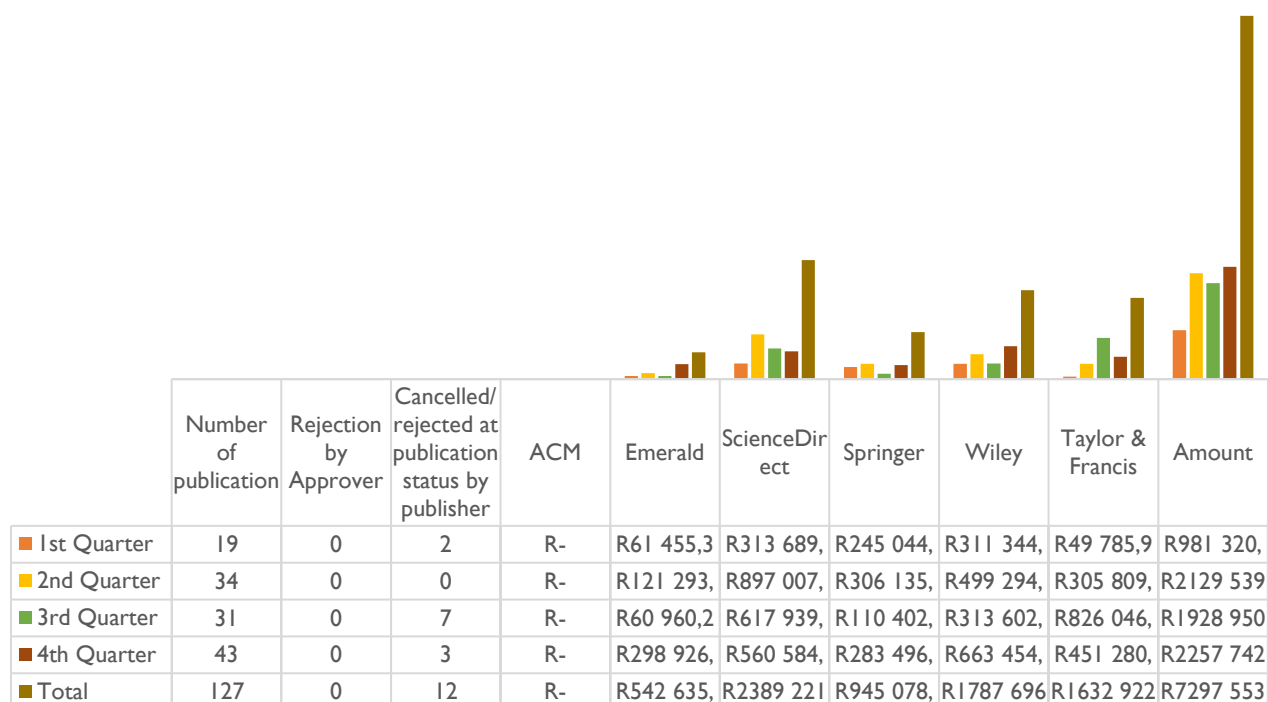 Number of publication
Rejection by Approver
Cancelled/ rejected at publication status by publisher
ACM
Emerald
ScienceDirect
Springer
Wiley
Taylor & Francis
Amount
1st Quarter 19 0 2 R- R61 455,3 R313 689, R245 044, R311 344, R49 785,9 R981 320,
2nd Quarter 34 0 0 R- R121 293, R897 007, R306 135, R499 294, R305 809, R2129 539
3rd Quarter 31 0 7 R- R60 960,2 R617 939, R110 402, R313 602, R826 046, R1928 950
4th Quarter 43 0 3 R- R298 926, R560 584, R283 496, R663 454, R451 280, R2257 742
Total 127 0 12 R- R542 635, R2389 221 R945 078, R1787 696 R1632 922 R7297 553